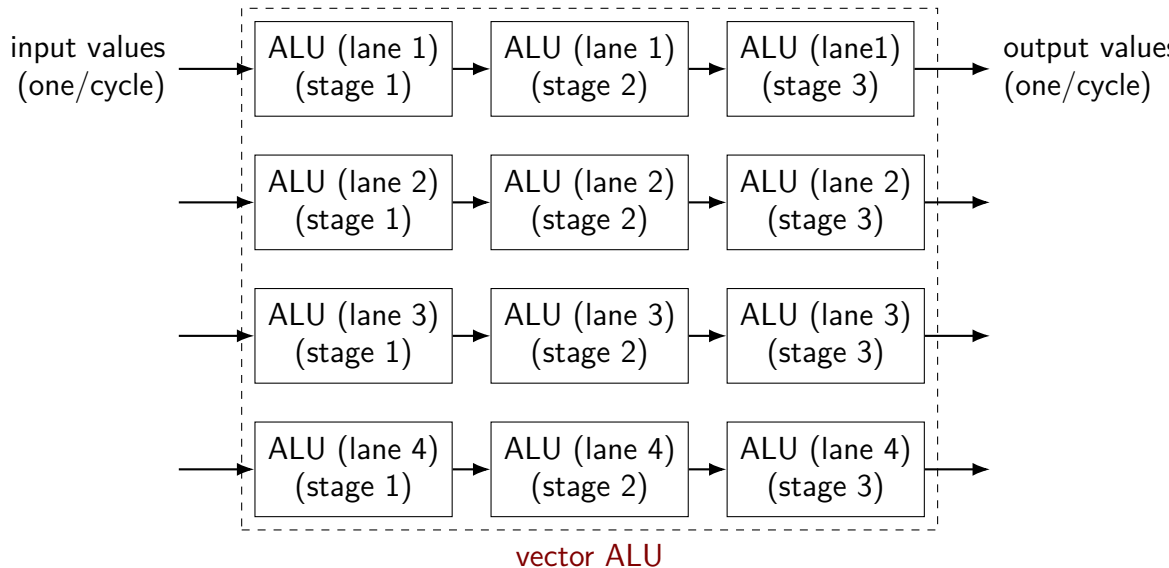 input values
(one/cycle)
ALU (lane 1)
(stage 1)
ALU (lane 1)
(stage 2)
ALU (lane1)
(stage 3)
output values
(one/cycle)
ALU (lane 2)
(stage 1)
ALU (lane 2)
(stage 2)
ALU (lane 2)
(stage 3)
ALU (lane 3)
(stage 1)
ALU (lane 3)
(stage 2)
ALU (lane 3)
(stage 3)
ALU (lane 4)
(stage 1)
ALU (lane 4)
(stage 2)
ALU (lane 4)
(stage 3)
vector ALU